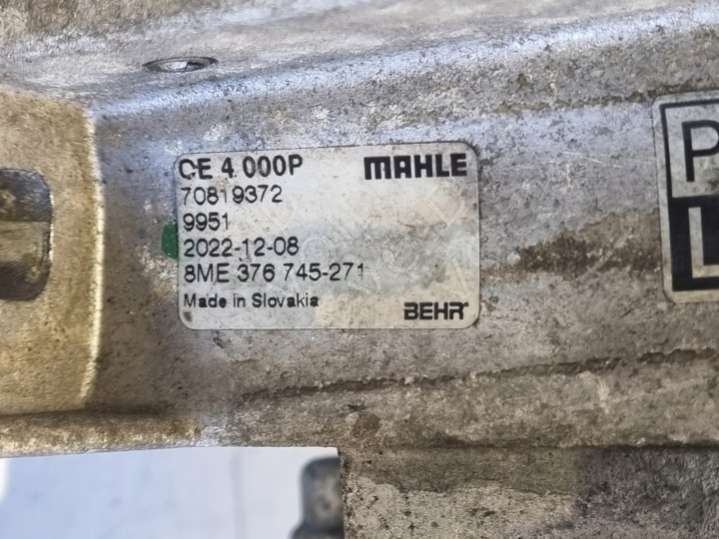 CE 4 000P MAHLE
70819372
9951
2022-12-08
8ME 376 745-271
Made in Slovakia BEHR
P
L